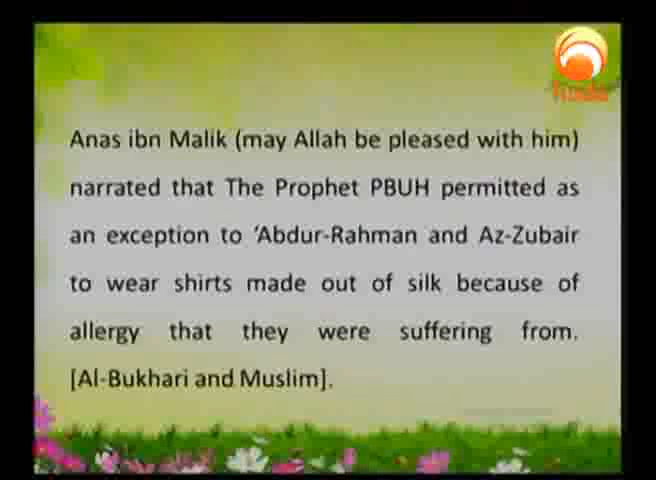 Huda
Anas ibn Malik (may Allah be pleased with him)
narrated that The Prophet PBUH permitted as
an exception to ‘Abdur-Rahman and Az-Zubair
to wear shirts made out of silk because of
allergy that they were suffering from.
[Al-Bukhari and Muslim].